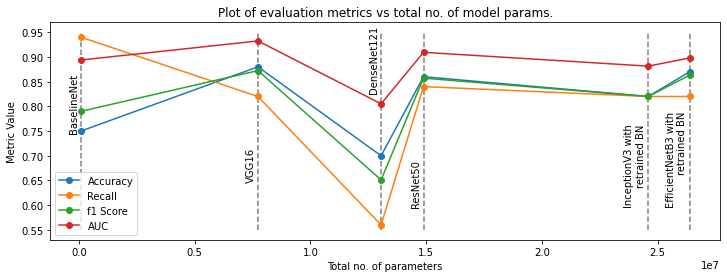 Plot of evaluation metrics vs total no. of model params.
Metric Value
0.95
0.90
0.85
0.80
0.75
0.70
0.65
0.60
0.55
BaselineNet
VGG16
DenseNet121
ResNet50
InceptionV3 with
retrained BN
EfficientNetB3 with
retrained BN
Accuracy
Recall
f1 Score
AUC
0.0 0.5 1.0 1.5 2.0 2.5
1e7
Total no. of parameters